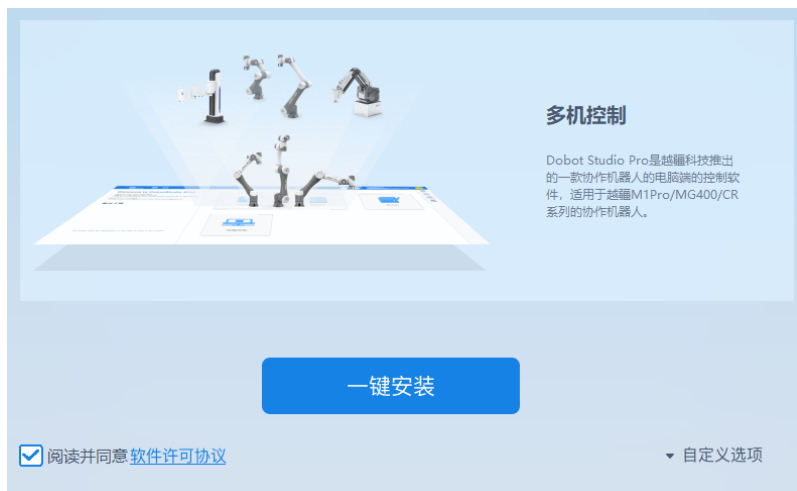 多机控制
Dobot Studio Pro是越疆科技推出
的一款协作机器人的电脑端的控制软
件，适用于越疆M1Pro/MG400/CR
系列的协作机器人。
一键安装
阅读并同意软件许可协议
自定义选项